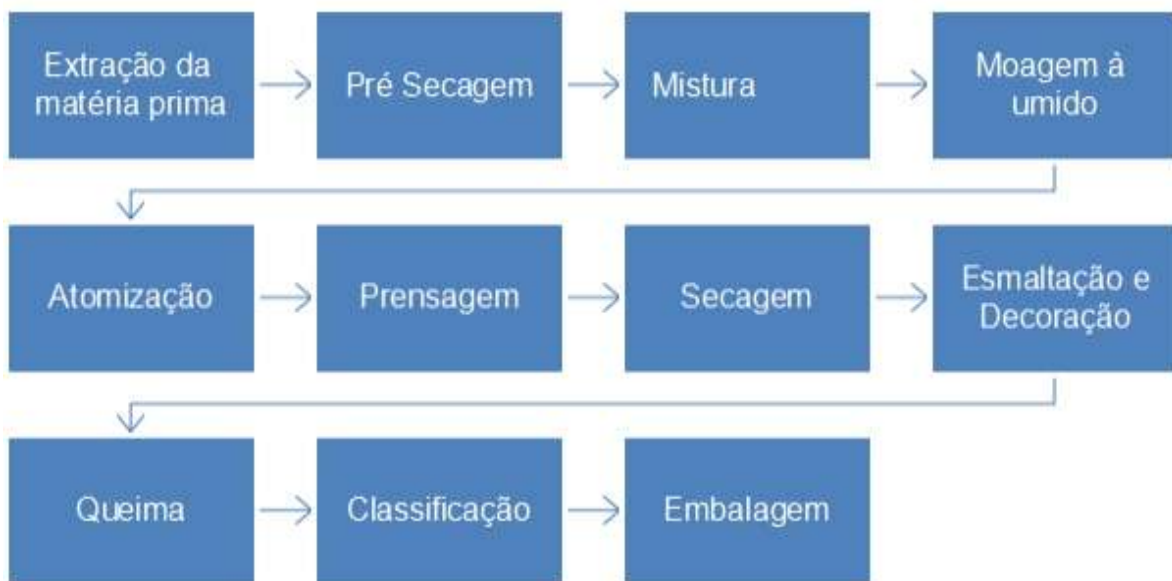 Extração da
matéria prima
Pré Secagem
Mistura
Moagem à
umido
Atomização
Prensagem
Secagem
Esmaltação e
Decoração
Queima
Classificação
Embalagem